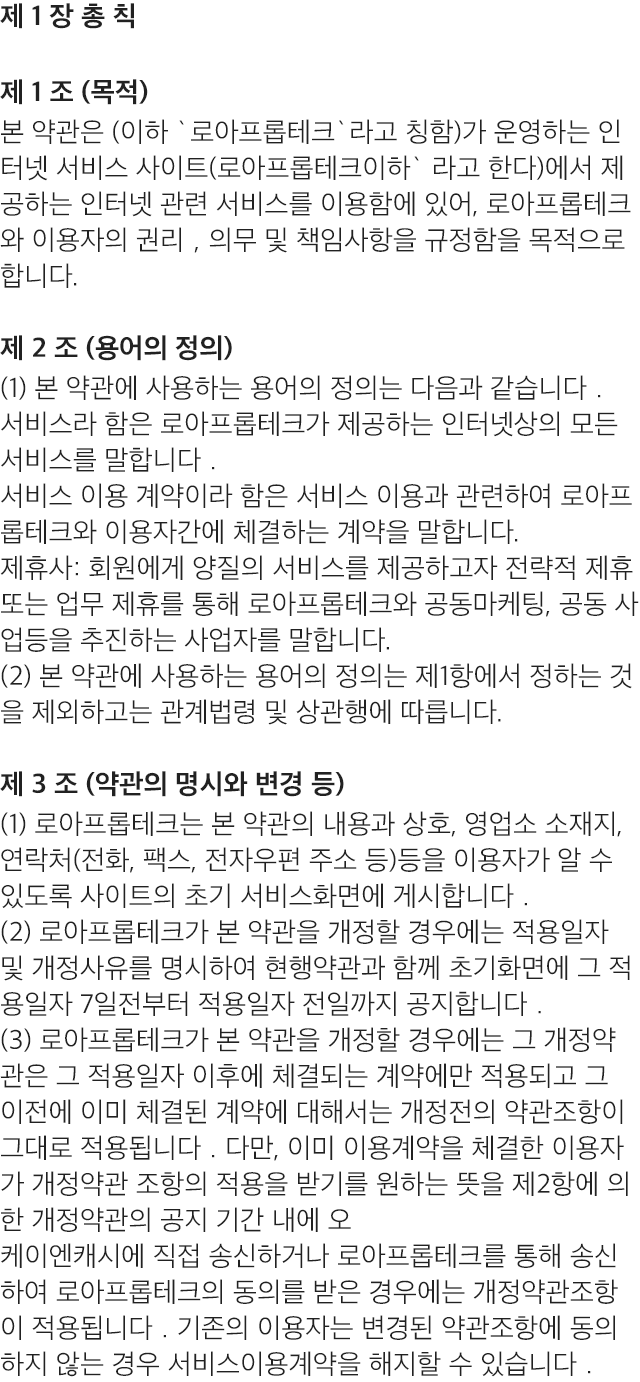 제 1 장 총 칙
제 1 조 (목적)
본 약관은 (이하 `로아프롭테크`라고 칭함)가 운영하는 인
터넷 서비스 사이트(로아프롭테크이하` 라고 한다)에서 제
공하는 인터넷 관련 서비스를 이용함에 있어, 로아프롭테크
와 이용자의 권리 , 의무 및 책임사항을 규정함을 목적으로
합니다.
제 2 조 (용어의 정의)
(1) 본 약관에 사용하는 용어의 정의는 다음과 같습니다 .
서비스라 함은 로아프롭테크가 제공하는 인터넷상의 모든
서비스를 말합니다 .
서비스 이용 계약이라 함은 서비스 이용과 관련하여 로아프
롭테크와 이용자간에 체결하는 계약을 말합니다.
제휴사: 회원에게 양질의 서비스를 제공하고자 전략적 제휴
또는 업무 제휴를 통해 로아프롭테크와 공동마케팅, 공동 사
업등을 추진하는 사업자를 말합니다.
(2) 본 약관에 사용하는 용어의 정의는 제1항에서 정하는 것
을 제외하고는 관계법령 및 상관행에 따릅니다.
제 3 조 (약관의 명시와 변경 등)
(1) 로아프롭테크는 본 약관의 내용과 상호, 영업소 소재지,
연락처(전화, 팩스, 전자우편 주소 등)등을 이용자가 알 수
있도록 사이트의 초기 서비스화면에 게시합니다 .
(2) 로아프롭테크가 본 약관을 개정할 경우에는 적용일자
및 개정사유를 명시하여 현행약관과 함께 초기화면에 그 적
용일자 7일전부터 적용일자 전일까지 공지합니다 .
(3) 로아프롭테크가 본 약관을 개정할 경우에는 그 개정약
관은 그 적용일자 이후에 체결되는 계약에만 적용되고 그
이전에 이미 체결된 계약에 대해서는 개정전의 약관조항이
그대로 적용됩니다 . 다만, 이미 이용계약을 체결한 이용자
가 개정약관 조항의 적용을 받기를 원하는 뜻을 제2항에 의
한 개정약관의 공지 기간 내에 오
케이엔캐시에 직접 송신하거나 로아프롭테크를 통해 송신
하여 로아프롭테크의 동의를 받은 경우에는 개정약관조항
이 적용됩니다 . 기존의 이용자는 변경된 약관조항에 동의
하지 않는 경우 서비스이용계약을 해지할 수 있습니다 .